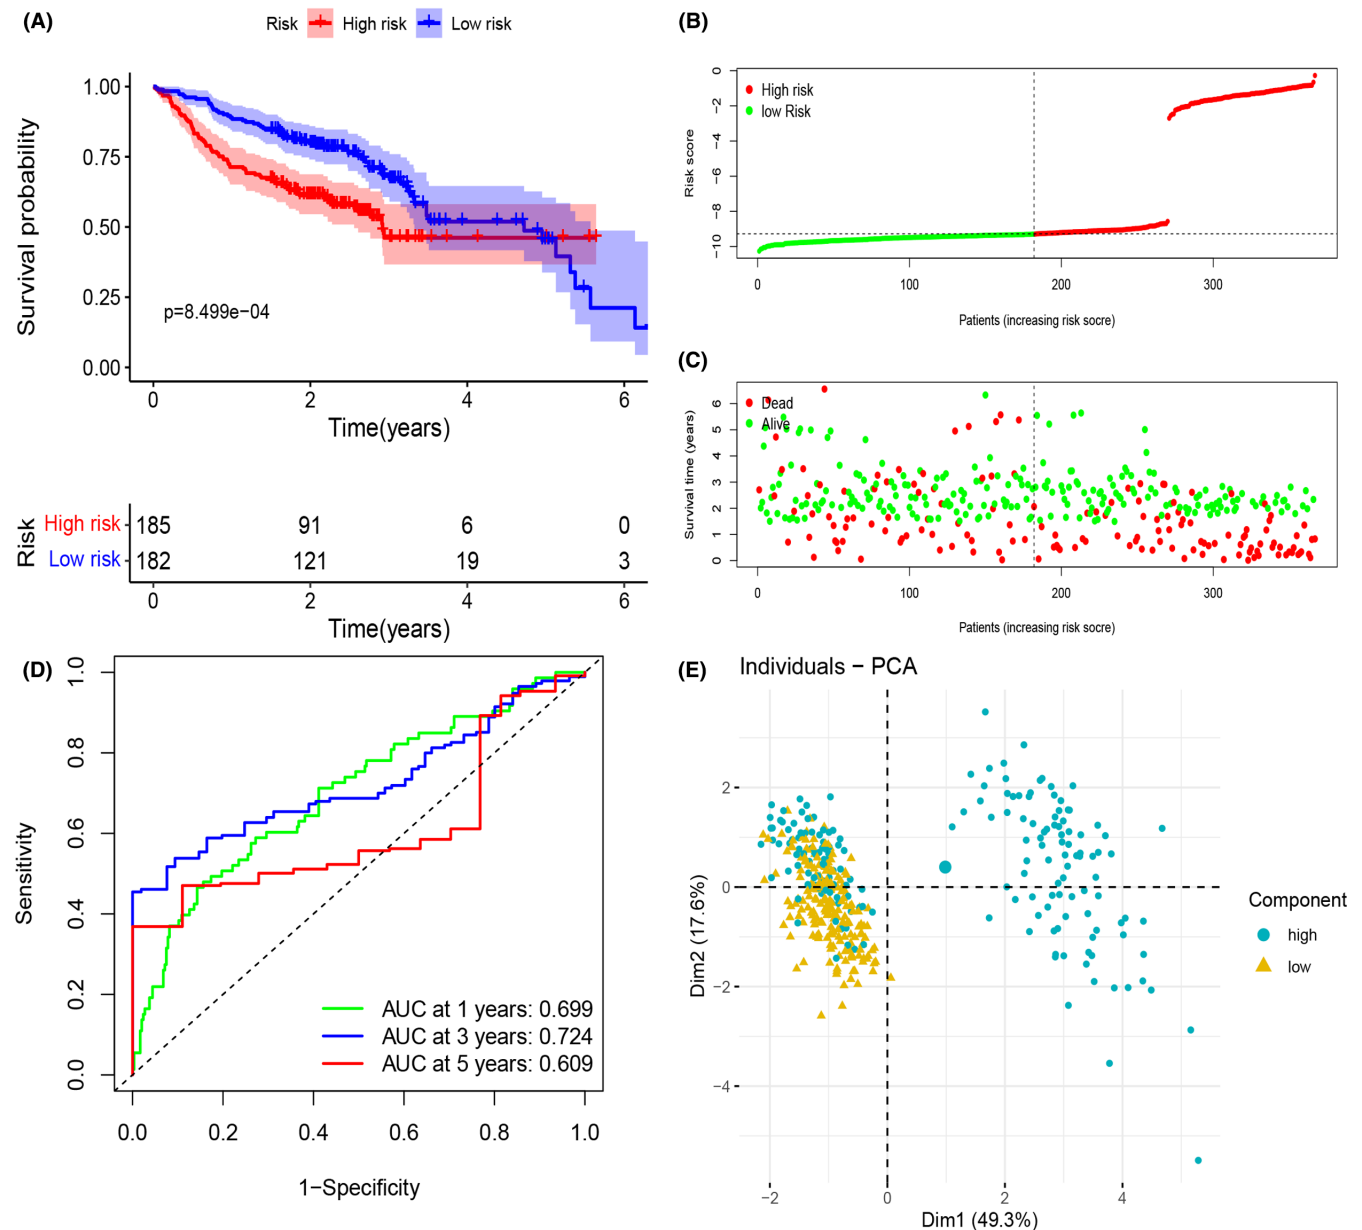 (A)
Risk High risk Low risk
Survival probability
1.00
0.75
0.50
0.25
0.00
p=8.499e−04
0 2 4 6
Time(years)
Risk
High risk 185 91 6 0
Low risk 182 121 19 3
0 2 4 6
Time(years)
(B)
Risk score
0
−2
−4
−6
−8
−10
High risk
low Risk
0 100 200 300
Patients (increasing risk socre)
(C)
Survival time (years)
6
5
4
3
2
1
0
Dead
Alive
0 100 200 300
Patients (increasing risk socre)
(D)
Sensitivity
1.0
0.8
0.6
0.4
0.2
0.0
AUC at 1 years: 0.699
AUC at 3 years: 0.724
AUC at 5 years: 0.609
0.0 0.2 0.4 0.6 0.8 1.0
1−Specificity
(E)
Individuals − PCA
Dim2 (17.6%)
2
0
−2
−4
−2 0 2 4
Dim1 (49.3%)
Component
high
low